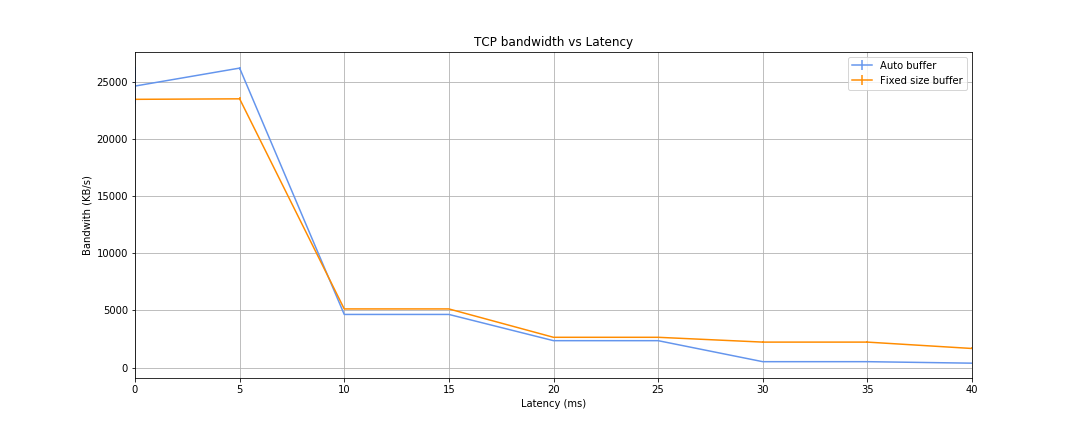 TCP bandwidth vs Latency
Auto buffer
Fixed size buffer
Bandwith (KB/s)
25000
20000
15000
10000
5000
0
0 5 10 15 20 25 30 35 40
Latency (ms)